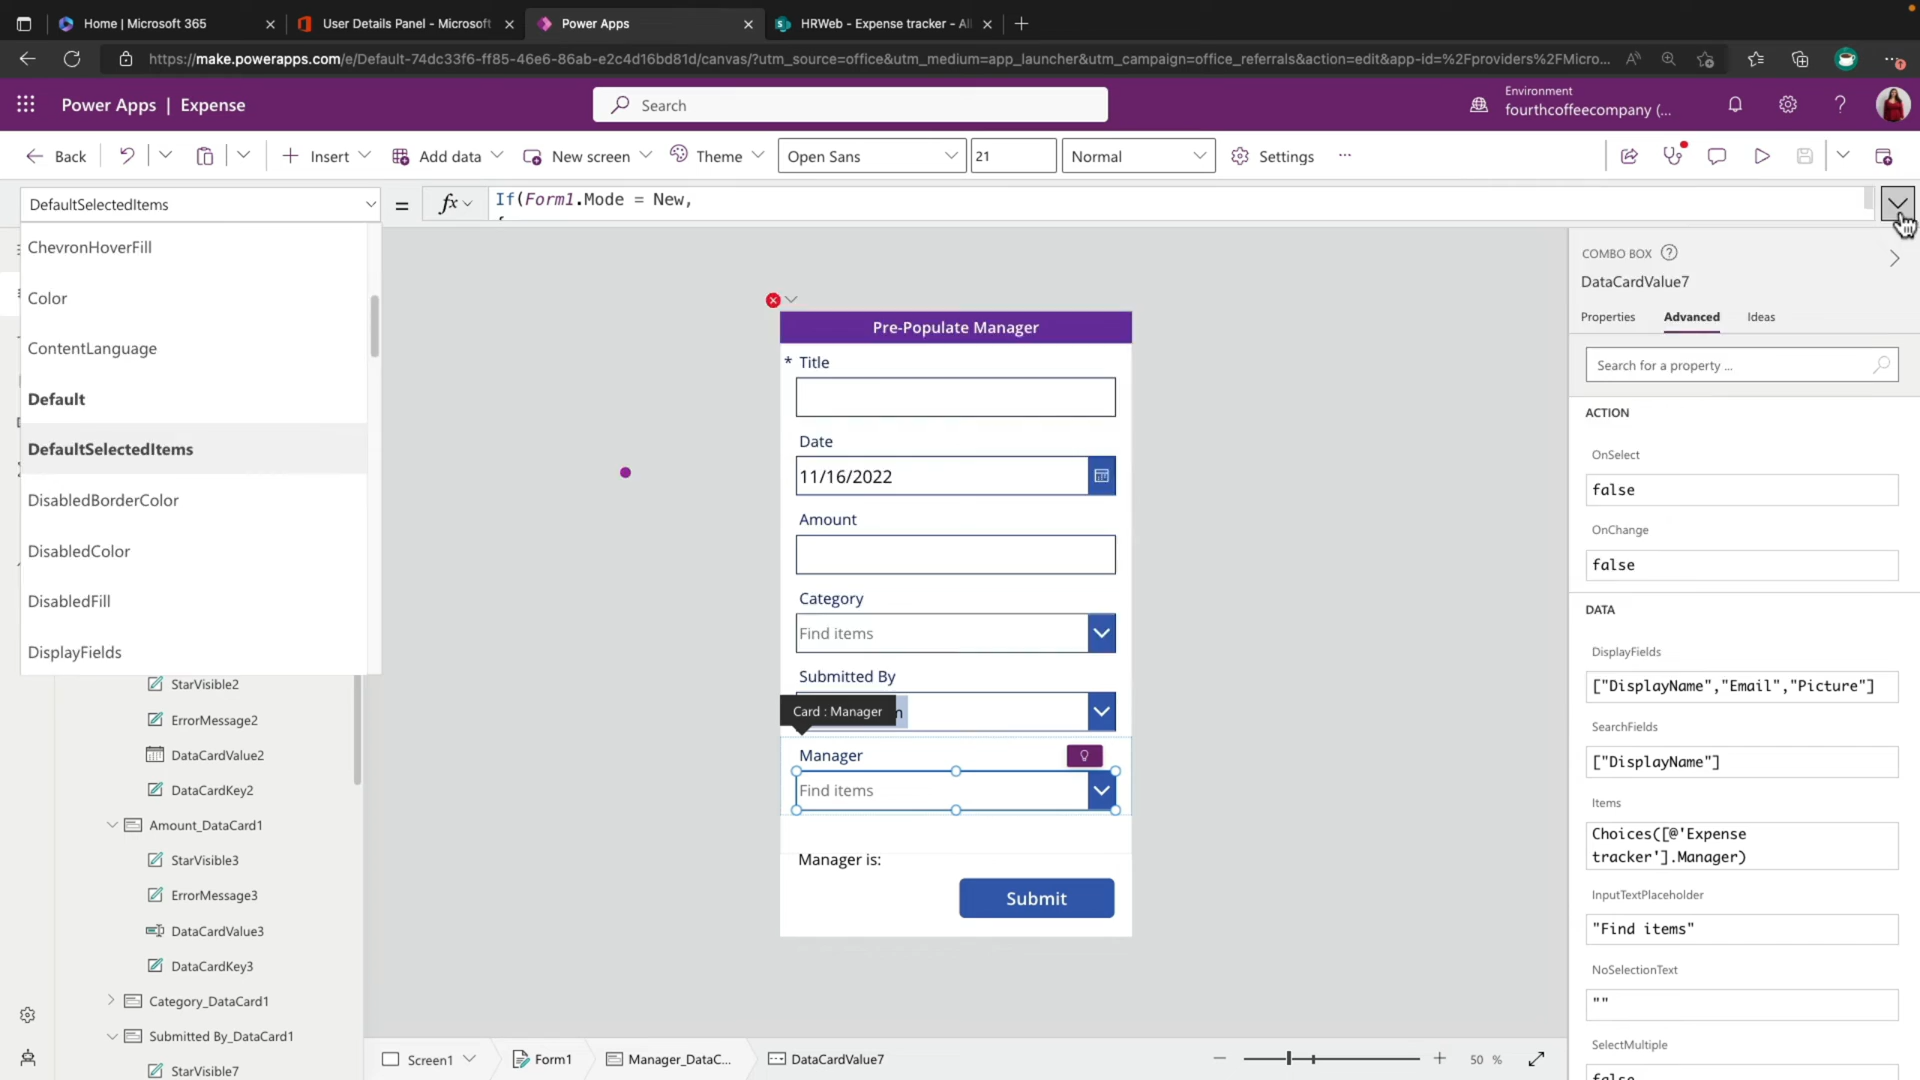 Home | Microsoft 365
User Details Panel - Microsoft
Power Apps
HRWeb - Expense tracker - All
https://make.powerapps.com/e/Default-74dc33f6-ff85-46e6-86ab-e2c4d16bd81d/canvas/?utm_source=office&utm_medium=app_launcher&utm_campaign=office_referrals&action=edit&app-id=%2Fproviders%2FMicro...
Power Apps | Expense
Search
Environment
fourthcoffeecompany (...
Back
Insert
Add data
New screen
Theme
Open Sans
21
Normal
Settings
...
DefaultSelectedItems
=
fx
If(Form1.Mode = New,
ChevronHoverFill
Color
ContentLanguage
Default
DefaultSelectedItems
DisabledBorderColor
DisabledColor
DisabledFill
DisplayFields
StarVisible2
ErrorMessage2
DataCardValue2
DataCardKey2
Amount_DataCard1
StarVisible3
ErrorMessage3
DataCardValue3
DataCardKey3
Category_DataCard1
Submitted By_DataCard1
StarVisible7
Pre-Populate Manager
* Title
Date
11/16/2022
Amount
Category
Find items
Submitted By
Card : Manager
Manager
Find items
Manager is:
Submit
COMBO BOX
DataCardValue7
Properties
Advanced
Ideas
Search for a property ...
ACTION
OnSelect
false
OnChange
false
DATA
DisplayFields
["DisplayName","Email","Picture"]
SearchFields
["DisplayName"]
Items
Choices([@'Expense
tracker'].Manager)
InputTextPlaceholder
"Find items"
NoSelectionText
""
SelectMultiple
false
Screen1
Form1
Manager_DataC...
DataCardValue7
50 %